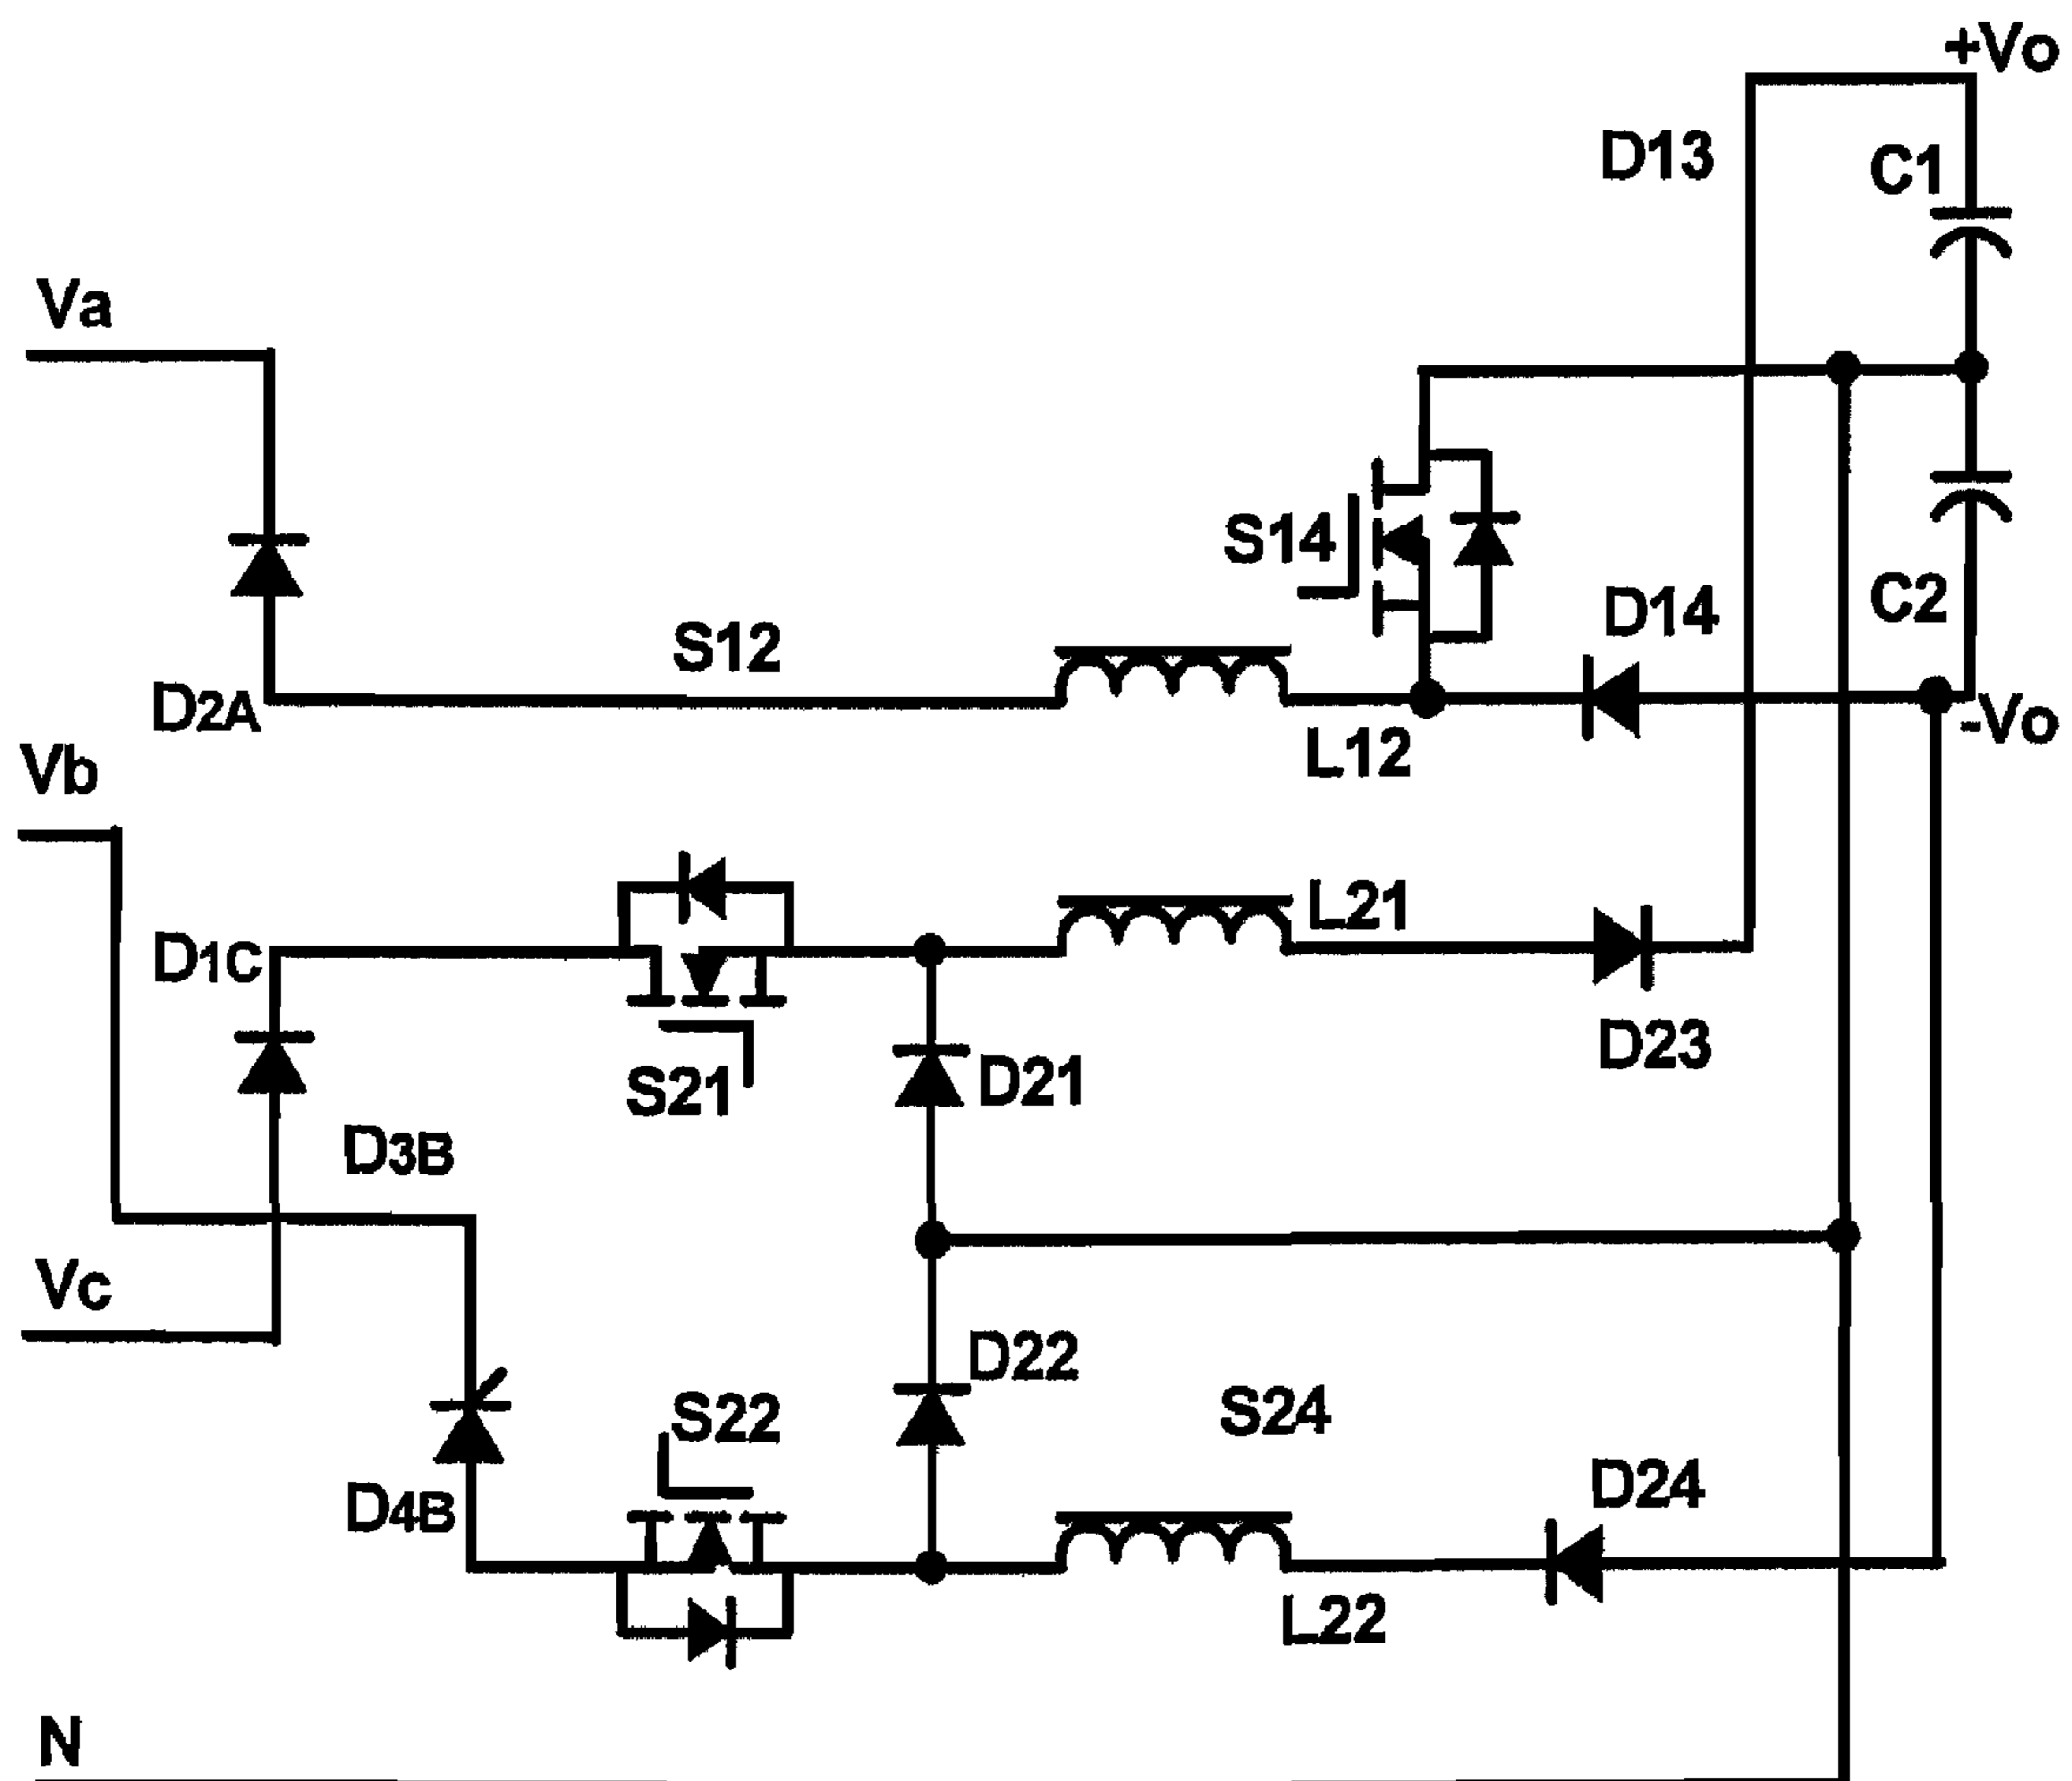 +Vo
D13
C1
Va
S14
D14
C2
S12
D2A
L12
-Vo
Vb
L21
D1C
D23
S21
D21
D3B
Vc
D22
S22
S24
D24
D4B
L22
N